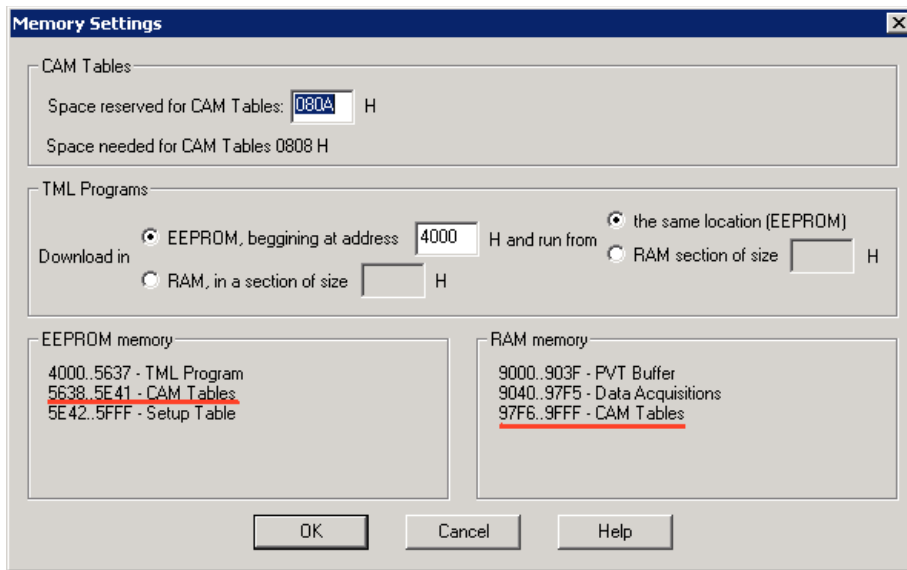 Memory Settings
CAM Tables
Space reserved for CAM Tables: 080A H
Space needed for CAM Tables 0808 H
TML Programs
Download in
EEPROM, beggining at address 4000 H and run from
RAM, in a section of size H
the same location (EEPROM)
RAM section of size H
EEPROM memory
4000..5637 - TML Program
5638..5E41 - CAM Tables
5E42..5FFF - Setup Table
RAM memory
9000..903F - PVT Buffer
9040..97F5 - Data Acquisitions
97F6..9FFF - CAM Tables
OK
Cancel
Help